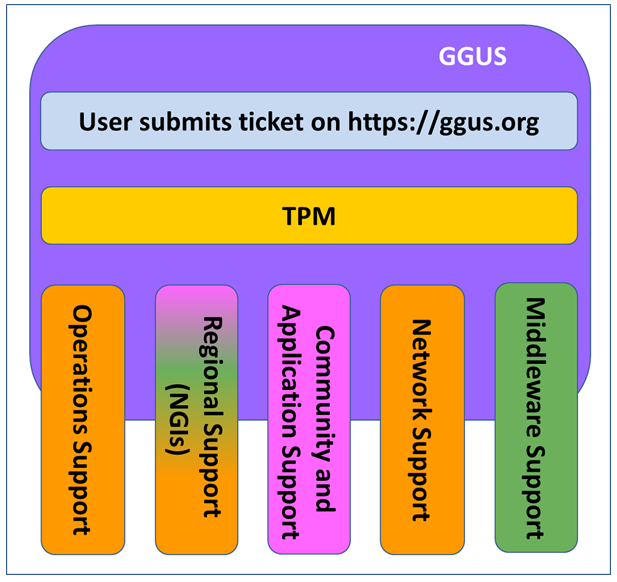 GGUS
User submits ticket on https://ggus.org
TPM
Operations Support
Regional Support
(NGIs)
Community and
Application Support
Network Support
Middleware Support